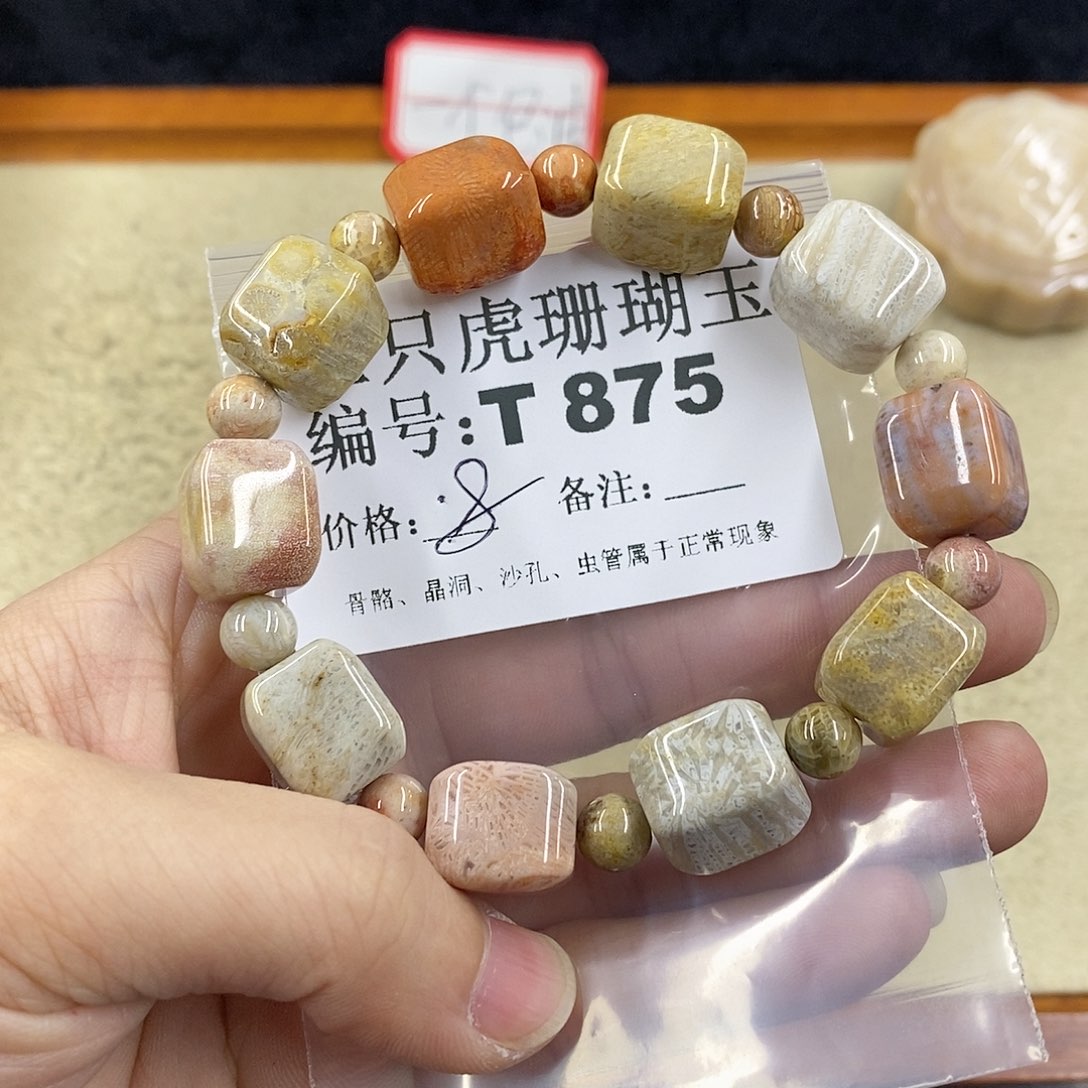 只虎珊瑚玉
编号:T 875
价格: 8 备注:
骨骼、晶洞、沙孔、虫管属于正常现象